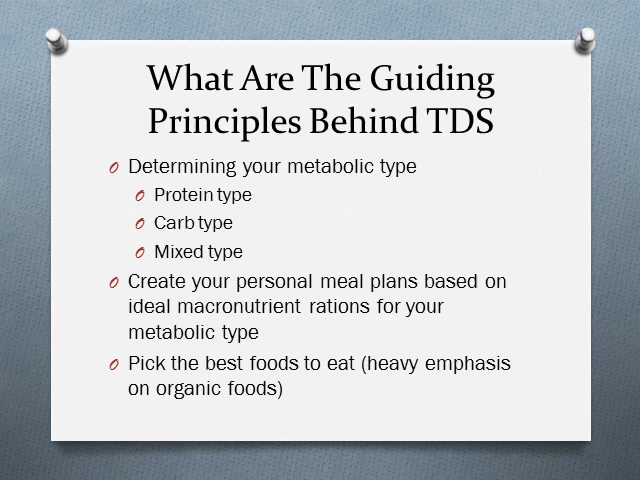 What Are The Guiding
Principles Behind TDS
Determining your metabolic type
Protein type
Carb type
Mixed type
Create your personal meal plans based on
ideal macronutrient rations for your
metabolic type
Pick the best foods to eat (heavy emphasis
on organic foods)